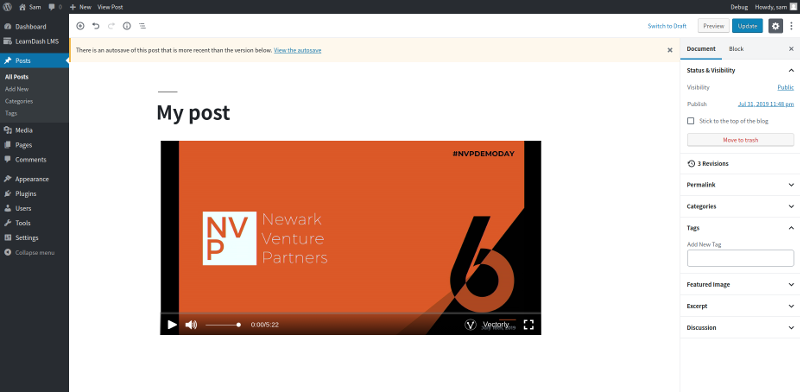 Sam
0
New
View Post
Debug
Howdy, sam
Dashboard
LearnDash LMS
Posts
All Posts
Add New
Categories
Tags
Media
Pages
Comments
Appearance
Plugins
Users
Tools
Settings
Collapse menu
Switch to Draft
Preview
Update
There is an autosave of this post that is more recent than the version below. View the autosave
My post
#NVPDEMODAY
NV
P
Newark
Venture
Partners
6
0:00/5:22
Vectorly
Document
Block
Status & Visibility
Visibility
Public
Publish
Jul 31, 2019 11:48 pm
Stick to the top of the blog
Move to trash
3 Revisions
Permalink
Categories
Tags
Add New Tag
Featured Image
Excerpt
Discussion